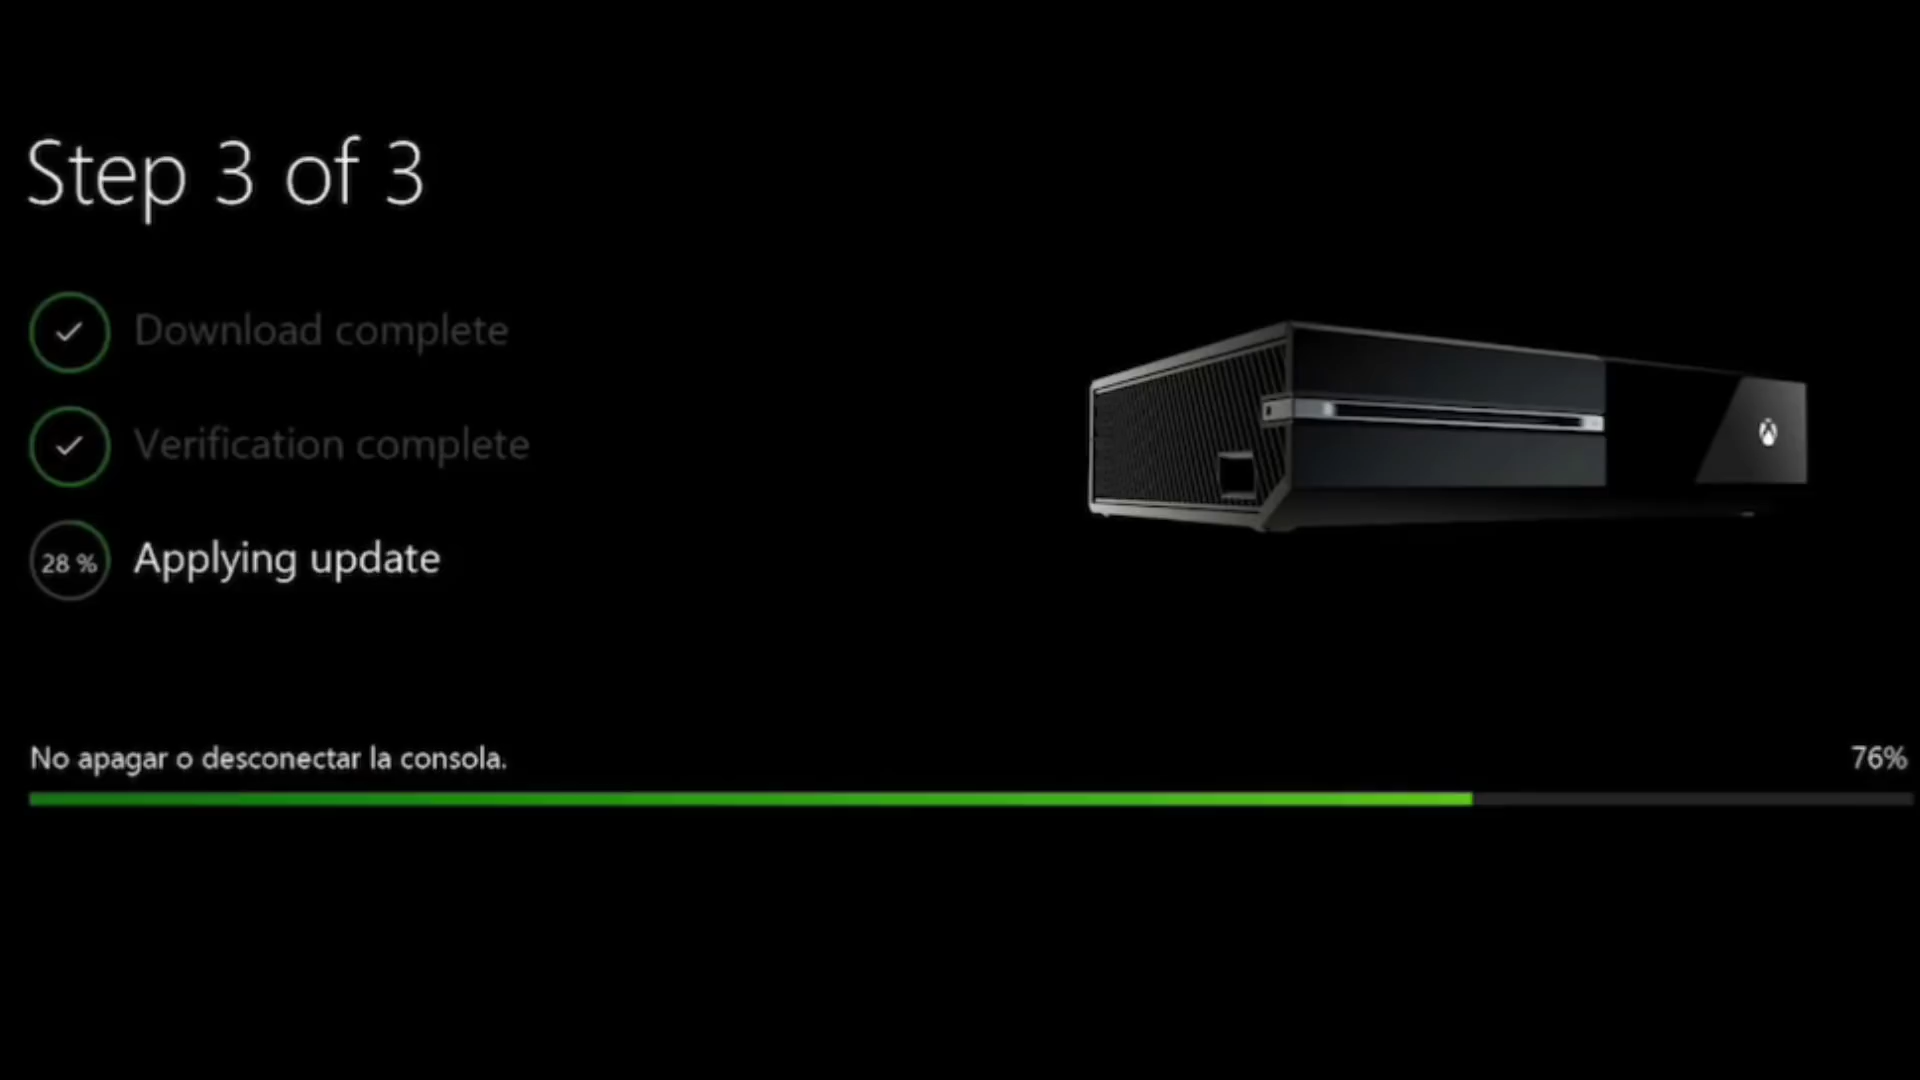 Step 3 of 3
Download complete
Verification complete
28 %
Applying update
No apagar o desconectar la consola.
76%